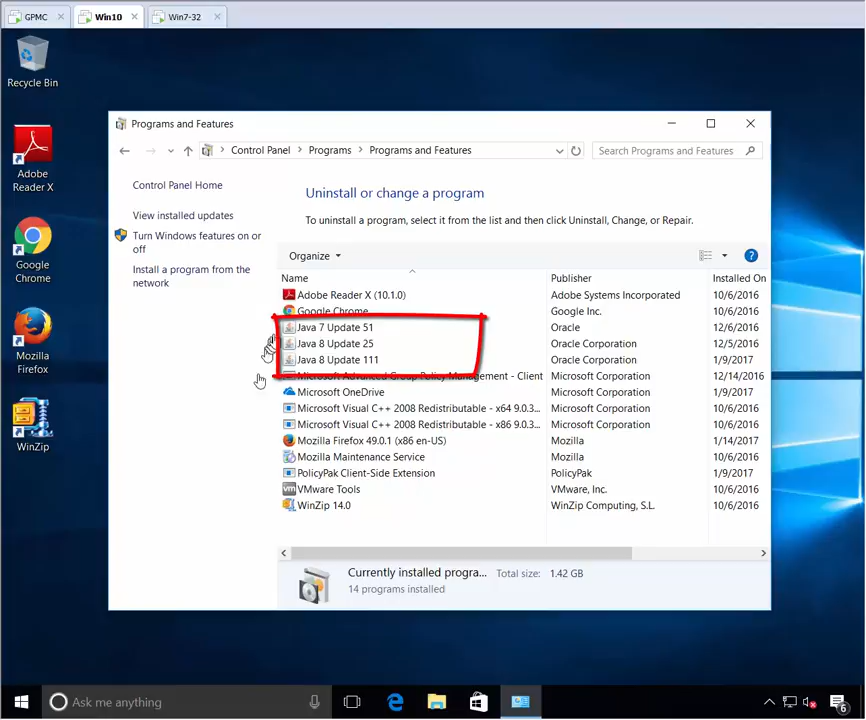 GPMC
Win10
Win7-32
Recycle Bin
Adobe
Reader X
Google
Chrome
Mozilla
Firefox
WinZip
Programs and Features
Control Panel > Programs > Programs and Features
Search Programs and Features
Control Panel Home
View installed updates
Turn Windows features on or
off
Install a program from the
network
Uninstall or change a program
To uninstall a program, select it from the list and then click Uninstall, Change, or Repair.
Organize
Name Publisher Installed On
Adobe Reader X (10.1.0) Adobe Systems Incorporated 10/6/2016
Google Chrome Google Inc. 10/6/2016
Java 7 Update 51 Oracle 10/6/2016
Java 8 Update 25 Oracle Corporation 12/5/2016
Java 8 Update 111 Oracle Corporation 1/9/2017
Microsoft Advanced Group Policy Management - Client Microsoft Corporation 12/14/2016
Microsoft OneDrive Microsoft Corporation 1/9/2017
Microsoft Visual C++ 2008 Redistributable - x64 9.0.3... Microsoft Corporation 10/6/2016
Microsoft Visual C++ 2008 Redistributable - x86 9.0.3... Microsoft Corporation 10/6/2016
Mozilla Firefox 49.0.1 (x86 en-US) Mozilla 1/14/2017
Mozilla Maintenance Service Mozilla 10/6/2016
PolicyPak Client-Side Extension PolicyPak 1/9/2017
VMware Tools VMware, Inc. 10/6/2016
WinZip 14.0 WinZip Computing, S.L. 10/6/2016
Currently installed progra... Total size: 1.42 GB
14 programs installed
Ask me anything
6